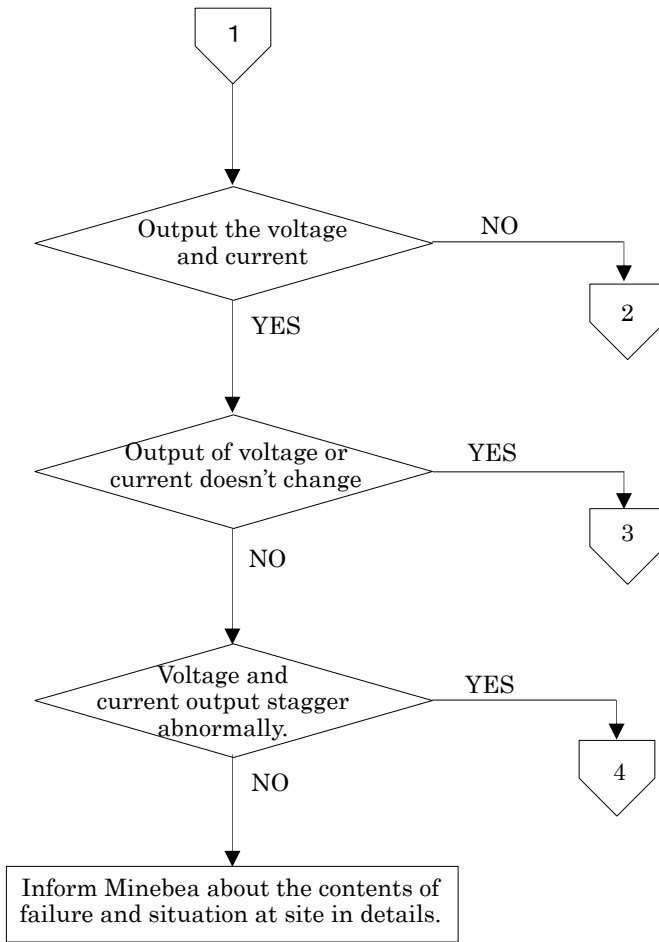 1
Output the voltage
and current
NO
2
YES
Output of voltage or
current doesn't change
YES
3
NO
Voltage and
current output stagger
abnormally.
YES
4
NO
Inform Minebea about the contents of
failure and situation at site in details.